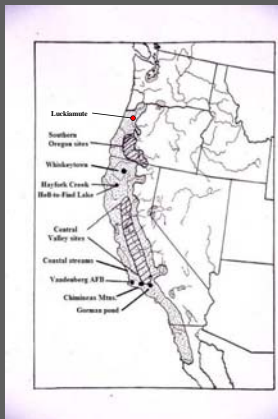 Luckiamute
Southern
Oregon sites
Whiskeytown
Hayfork Creek
Hell-to-Find Lake
Central
Valley sites
Coastal streams
Vandenberg AFB
Chimineas Mtns.
Gorman pond